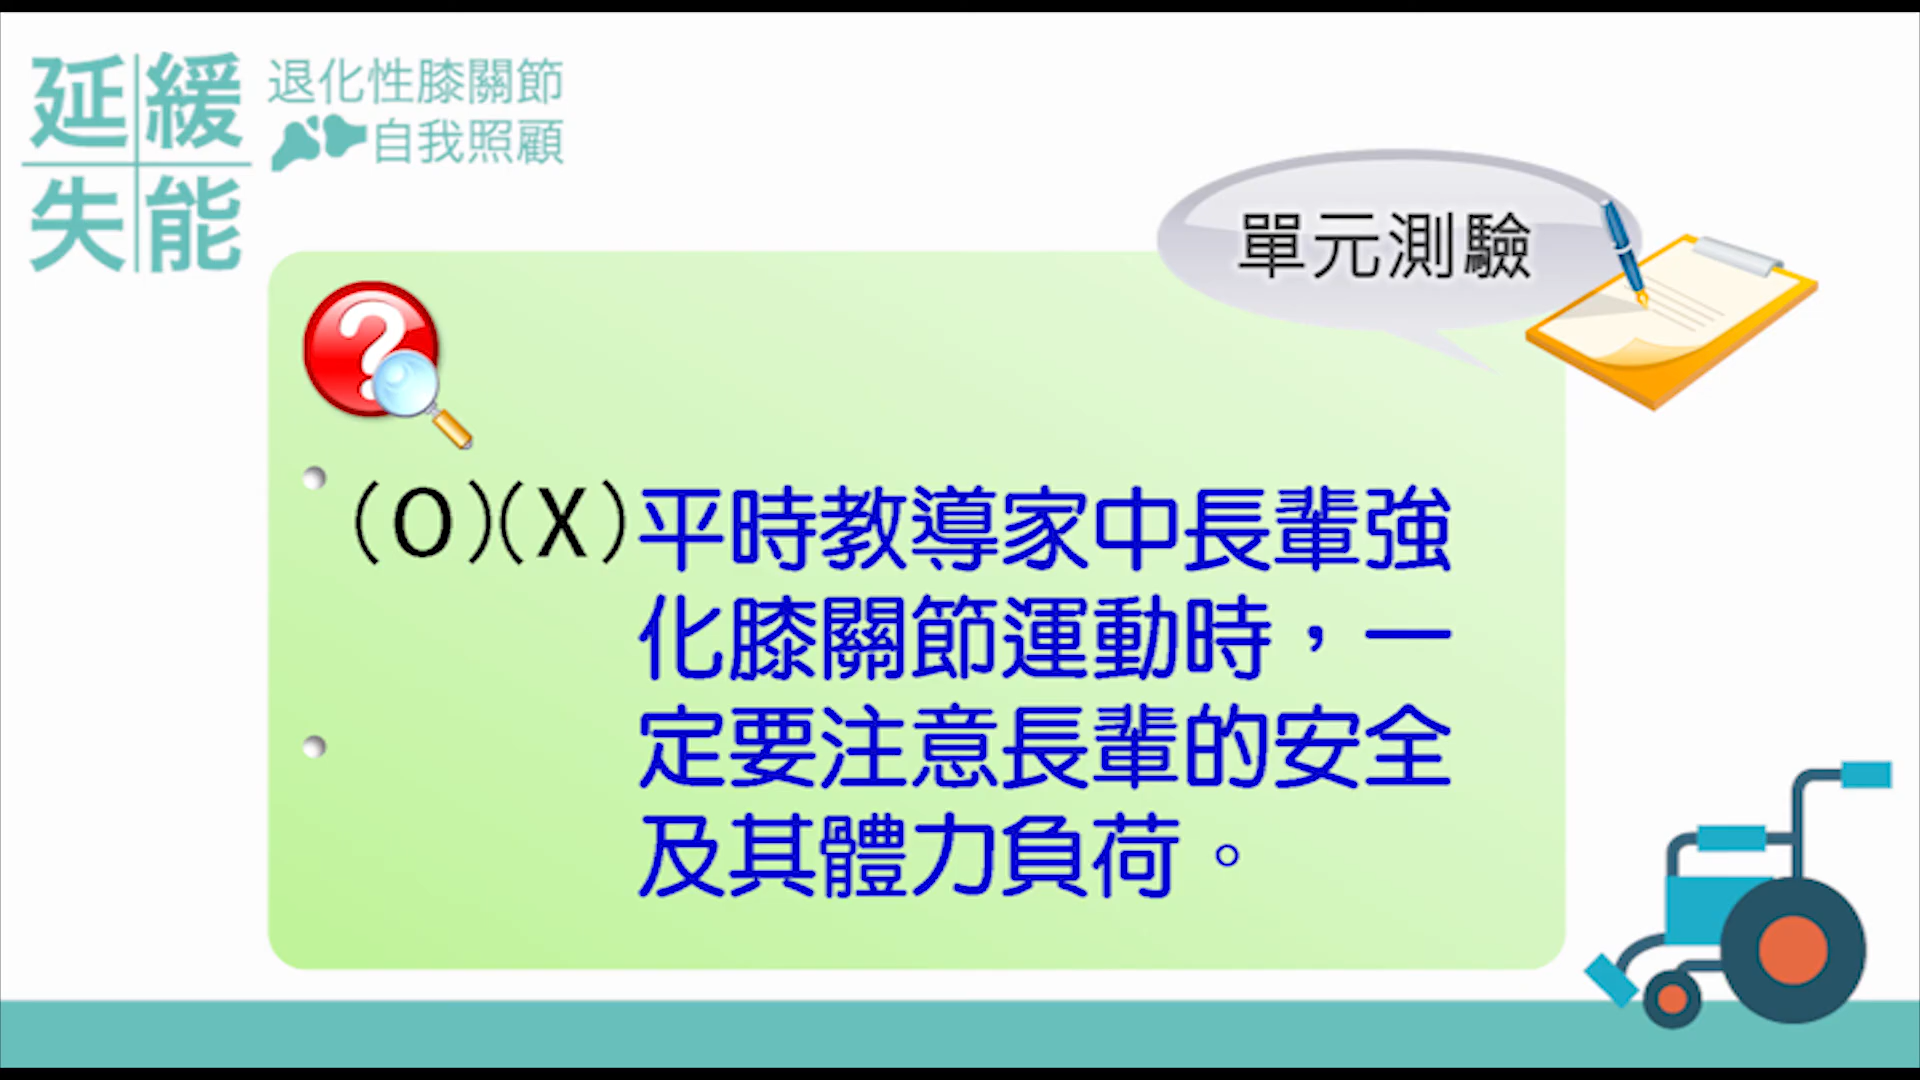 延緩
失能
退化性膝關節
自我照顧
單元測驗
(O)(X)平時教導家中長輩強
化膝關節運動時，一
定要注意長輩的安全
及其體力負荷。